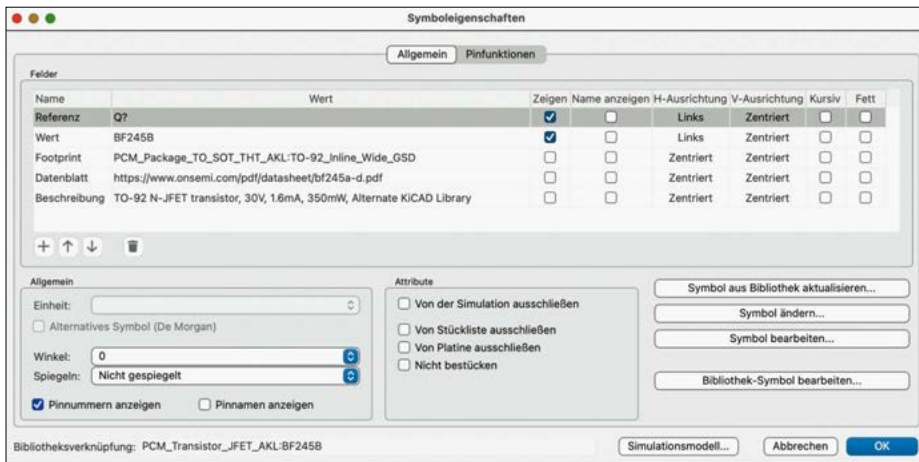 Symboleigenschaften
Allgemein Pinfunktionen
Felder
Name Wert Zeigen Name anzeigen H-Ausrichtung V-Ausrichtung Kursiv Fett
Referenz Q? Links Zentriert
Wert BF245B Links Zentriert
Footprint PCM_Package_TO_SOT_THT_AKL:TO-92_Inline_Wide_GSD Zentriert Zentriert
Datenblatt https://www.onsemi.com/pdf/datasheet/bf245a-d.pdf Zentriert Zentriert
Beschreibung TO-92 N-JFET transistor, 30V, 1.6mA, 350mW, Alternate KiCAD Library Zentriert Zentriert
Allgemein
Einheit:
Alternatives Symbol (De Morgan)
Winkel: 0
Spiegeln: Nicht gespiegelt
Pinnummern anzeigen Pinnamen anzeigen
Attribute
Von der Simulation ausschließen
Von Stückliste ausschließen
Von Platine ausschließen
Nicht bestücken
Symbol aus Bibliothek aktualisieren...
Symbol ändern...
Symbol bearbeiten...
Bibliothek-Symbol bearbeiten...
Bibliotheksverknüpfung: PCM_Transistor_JFET_AKL:BF245B
Simulationsmodell... Abbrechen OK